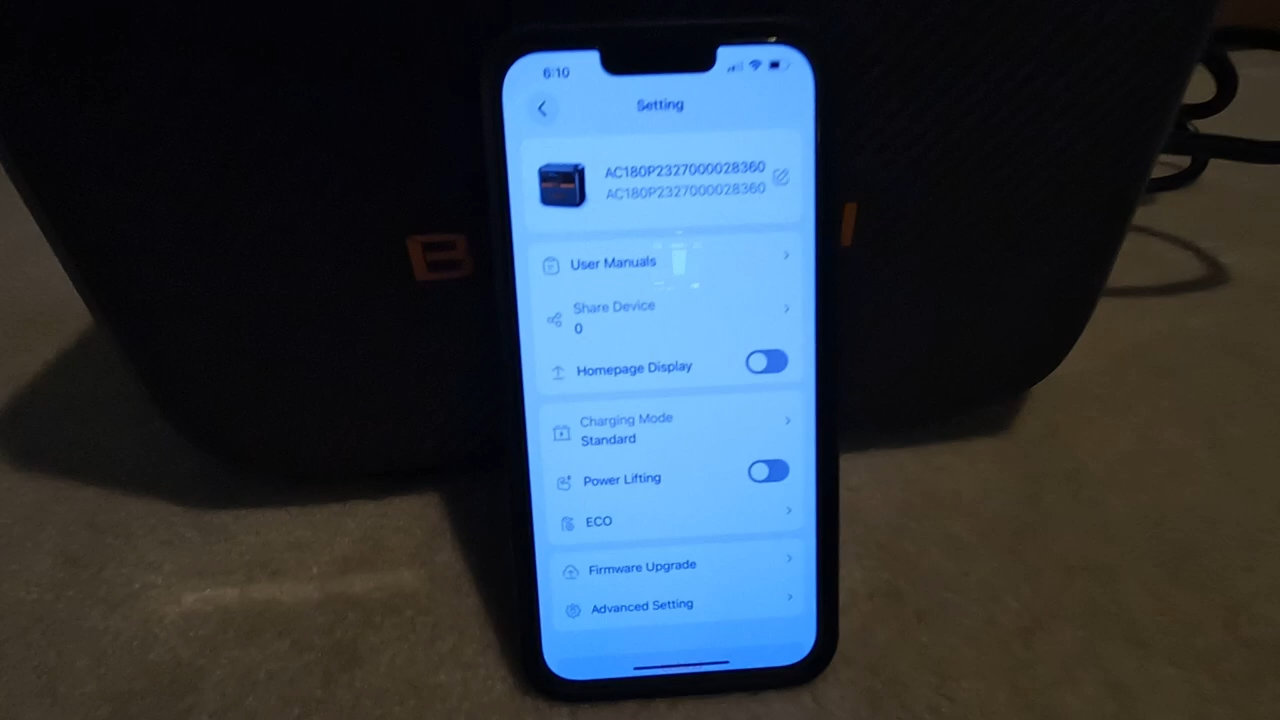 6:10
Setting
AC180P2327000028360
AC180P2327000028360
B I
User Manuals
Share Device
0
Homepage Display
Charging Mode
Standard
Power Lifting
ECO
Firmware Upgrade
Advanced Setting